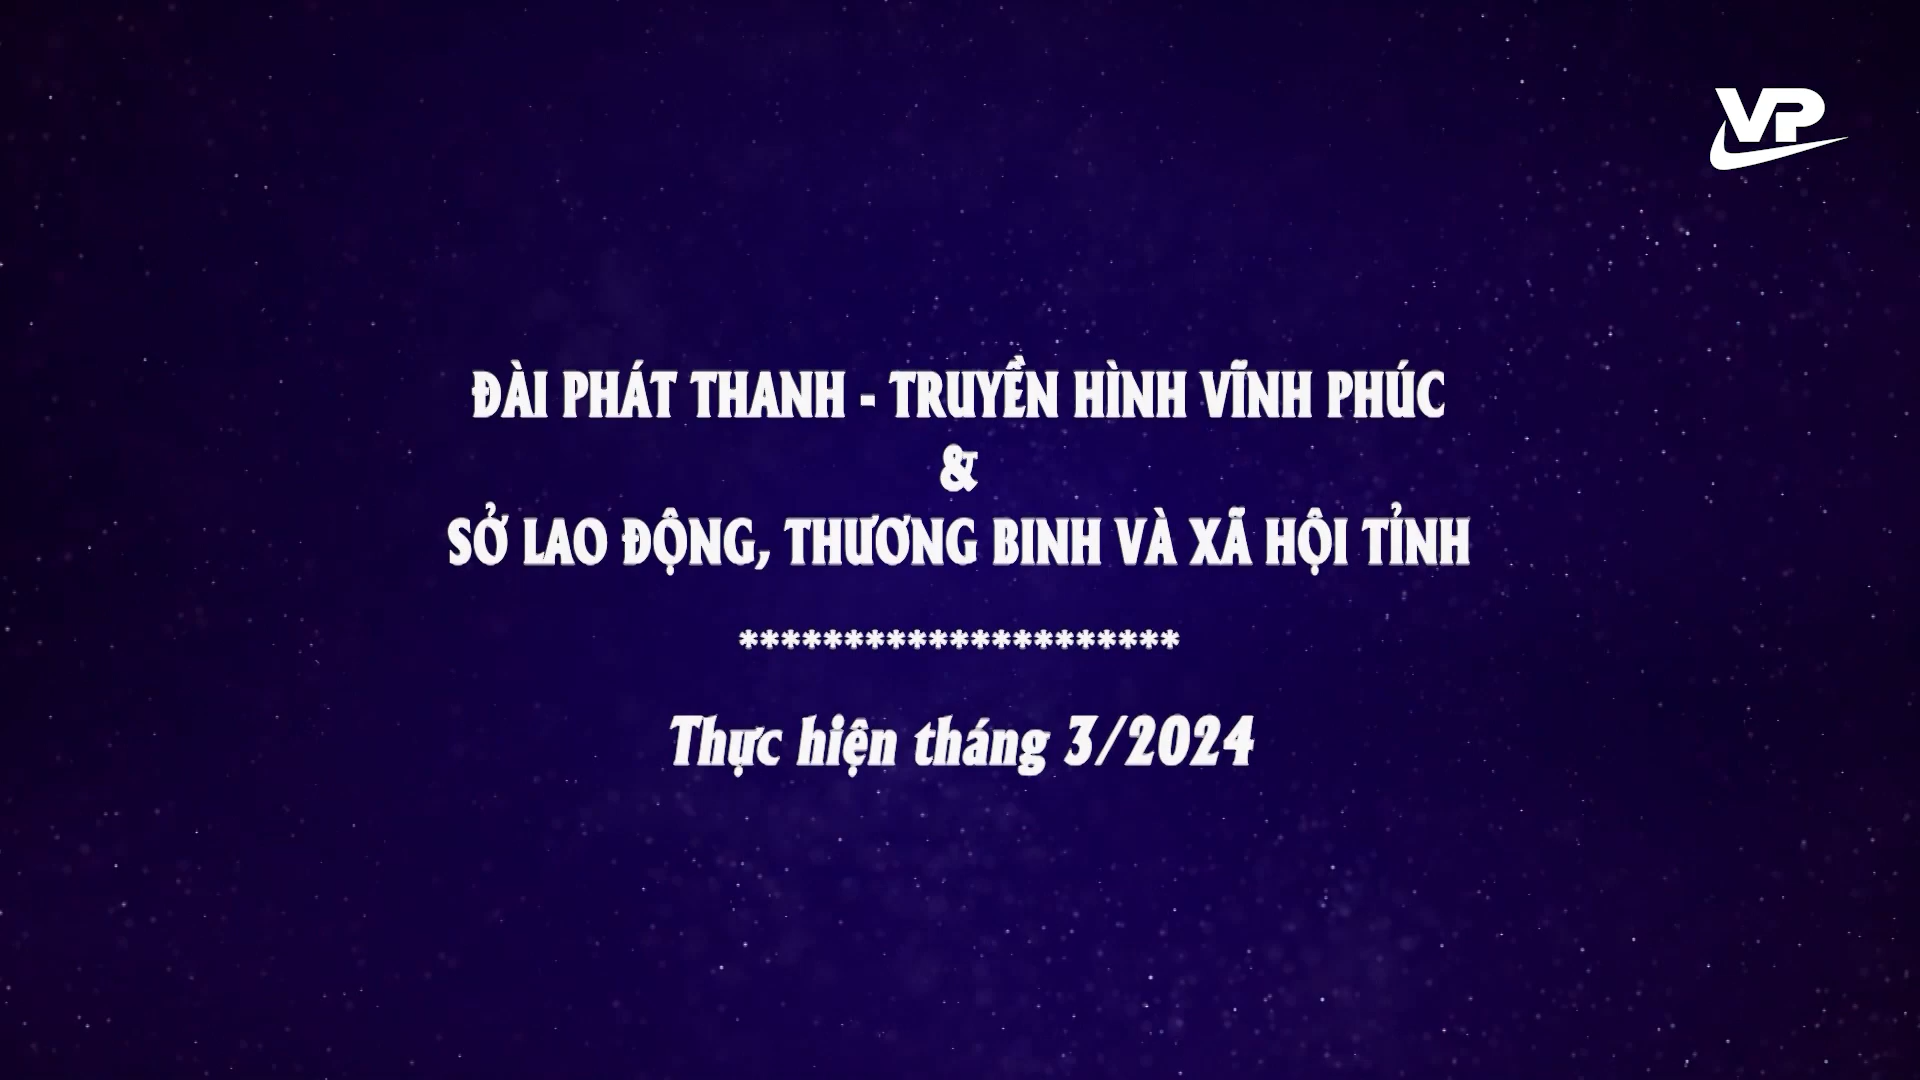 VP
ĐÀI PHÁT THANH - TRUYỀN HÌNH VĨNH PHÚC
&
SỞ LAO ĐỘNG, THƯƠNG BINH VÀ XÃ HỘI TỈNH
*********************
Thực hiện tháng 3/2024